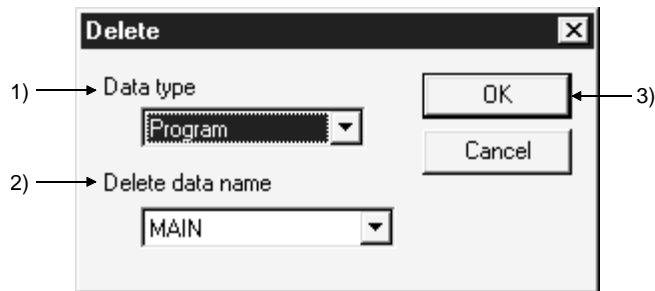 Delete
1) Data type
OK 3)
Program
Cancel
2) Delete data name
MAIN